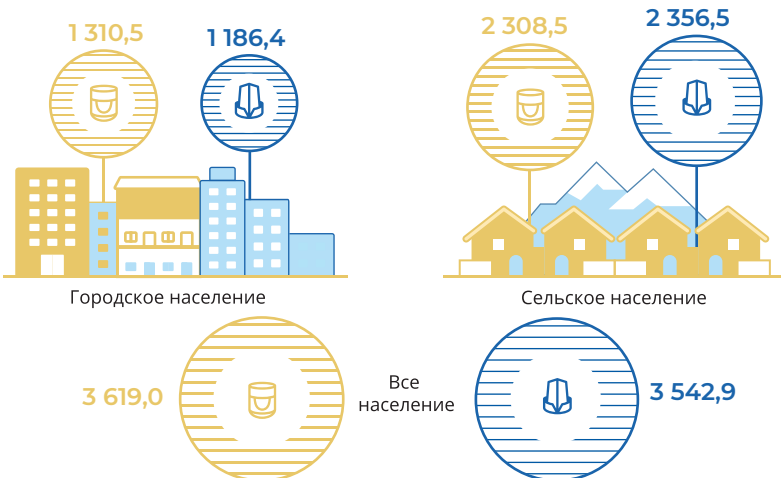 1 310,5
1 186,4
2 308,5
2 356,5
Городское население
Сельское население
3 619,0
Все
население
3 542,9